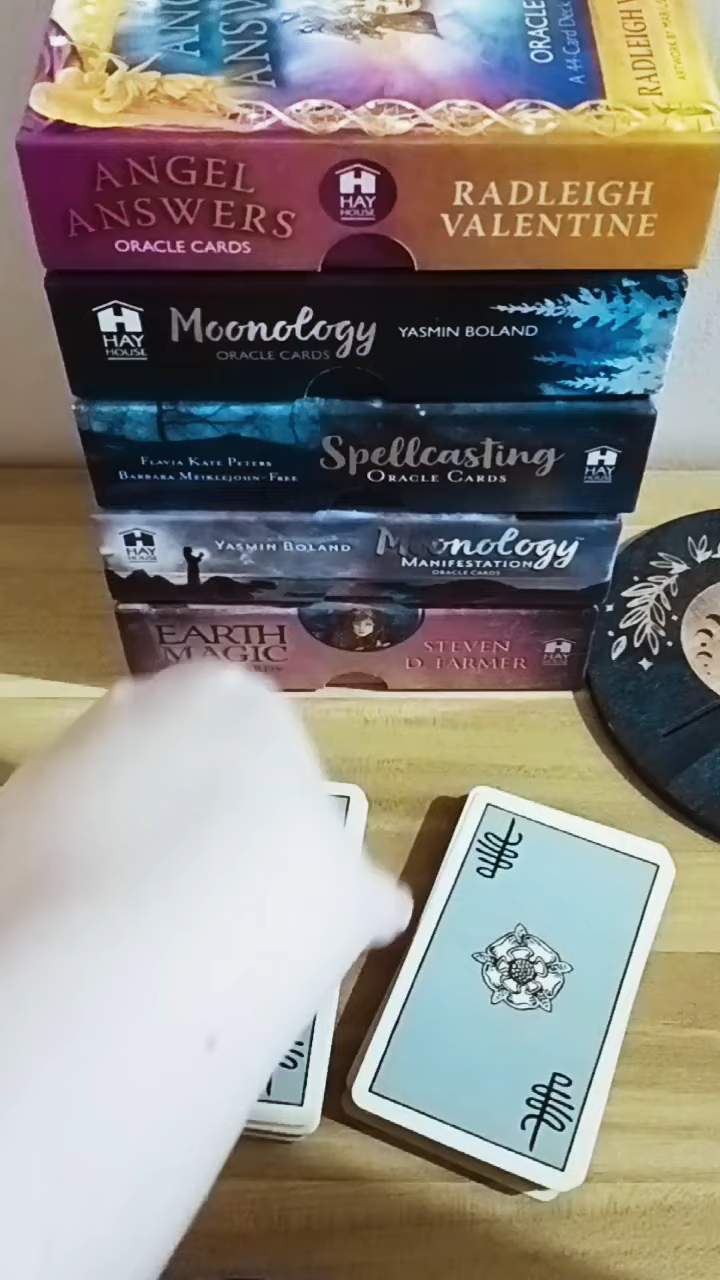 ANSW
ORACLE
A 44-Card Deck
RADLEIGH V
ANGEL
ANSWERS
ORACLE CARDS
HAY
HOUSE
RADLEIGH
VALENTINE
HAY
HOUSE
Moonology
ORACLE CARDS
YASMIN BOLAND
FLAVIA KATE PETERS
BARBARA MEIKLEJOHN-FREE
Spellcasting
ORACLE CARDS
HAY
HOUSE
HAY
HOUSE
YASMIN BOLAND
Moonology™
MANIFESTATION
ORACLE CARDS
EARTH
MAGIC
STEVEN
D. FARMER
HAY
HOUSE